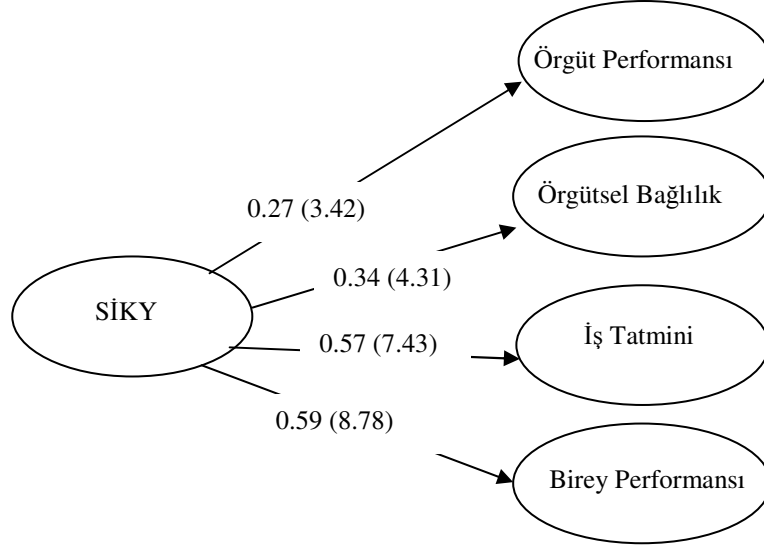 Örgüt Performansı
Örgütsel Bağlılık
0.27 (3.42)
0.34 (4.31)
SİKY
0.57 (7.43)
İş Tatmini
0.59 (8.78)
Birey Performansı